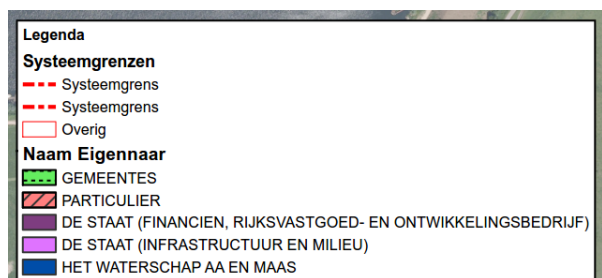 Legenda
Systeemgrenzen
Systeemgrens
Systeemgrens
Overig
Naam Eigennaar
GEMEENTES
PARTICULIER
DE STAAT (FINANCIEN, RIJKSVASTGOED- EN ONTWIKKELINGSBEDRIJF)
DE STAAT (INFRASTRUCTUUR EN MILIEU)
HET WATERSCHAP AA EN MAAS